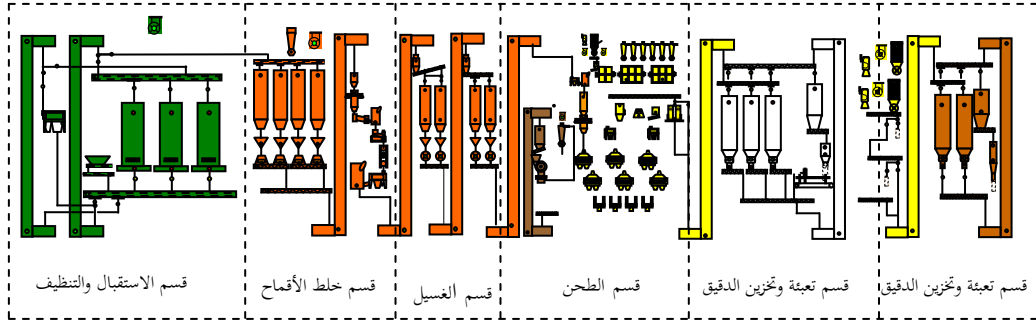 قسم تعبئة وتخزين الدقيق
قسم تعبئة وتخزين الدقيق
قسم الطحن
قسم الغسيل
قسم خلط الأقماح
قسم الاستقبال والتنظيف